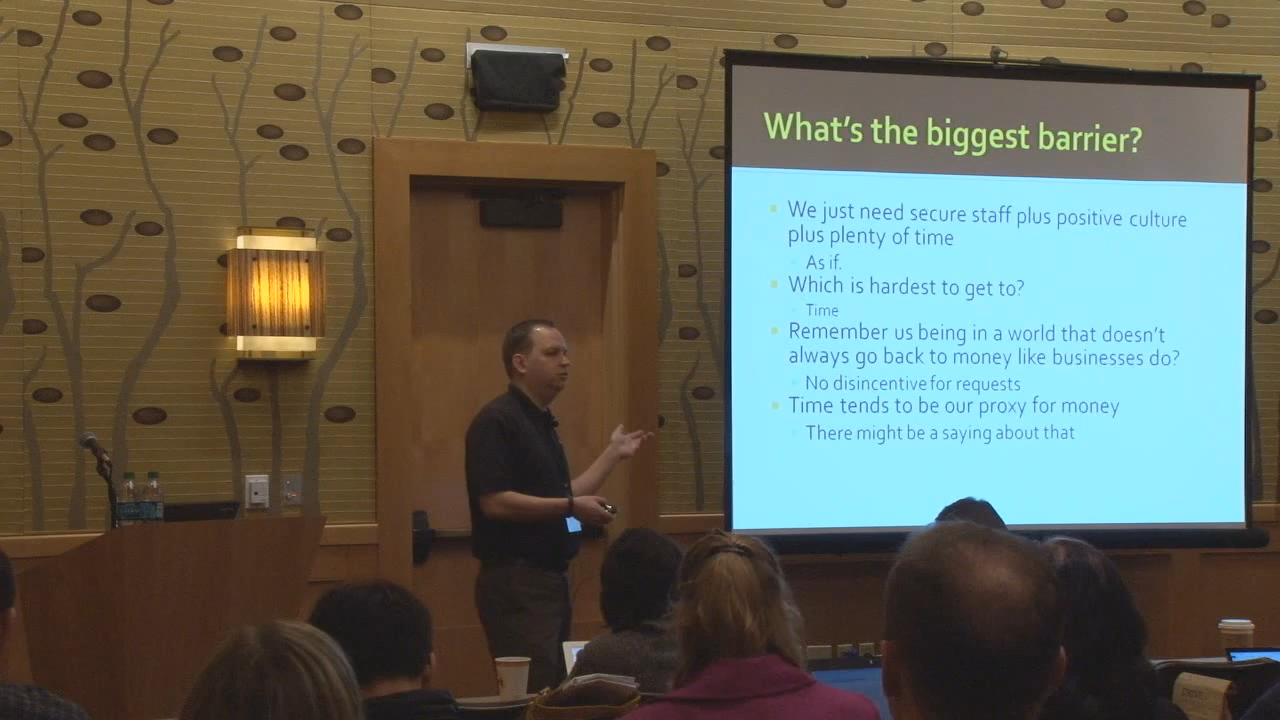 What's the biggest barrier?
We just need secure staff plus positive culture
plus plenty of time
As if.
Which is hardest to get to?
Time
Remember us being in a world that doesn't
always go back to money like businesses do?
No disincentive for requests
Time tends to be our proxy for money
There might be a saying about that